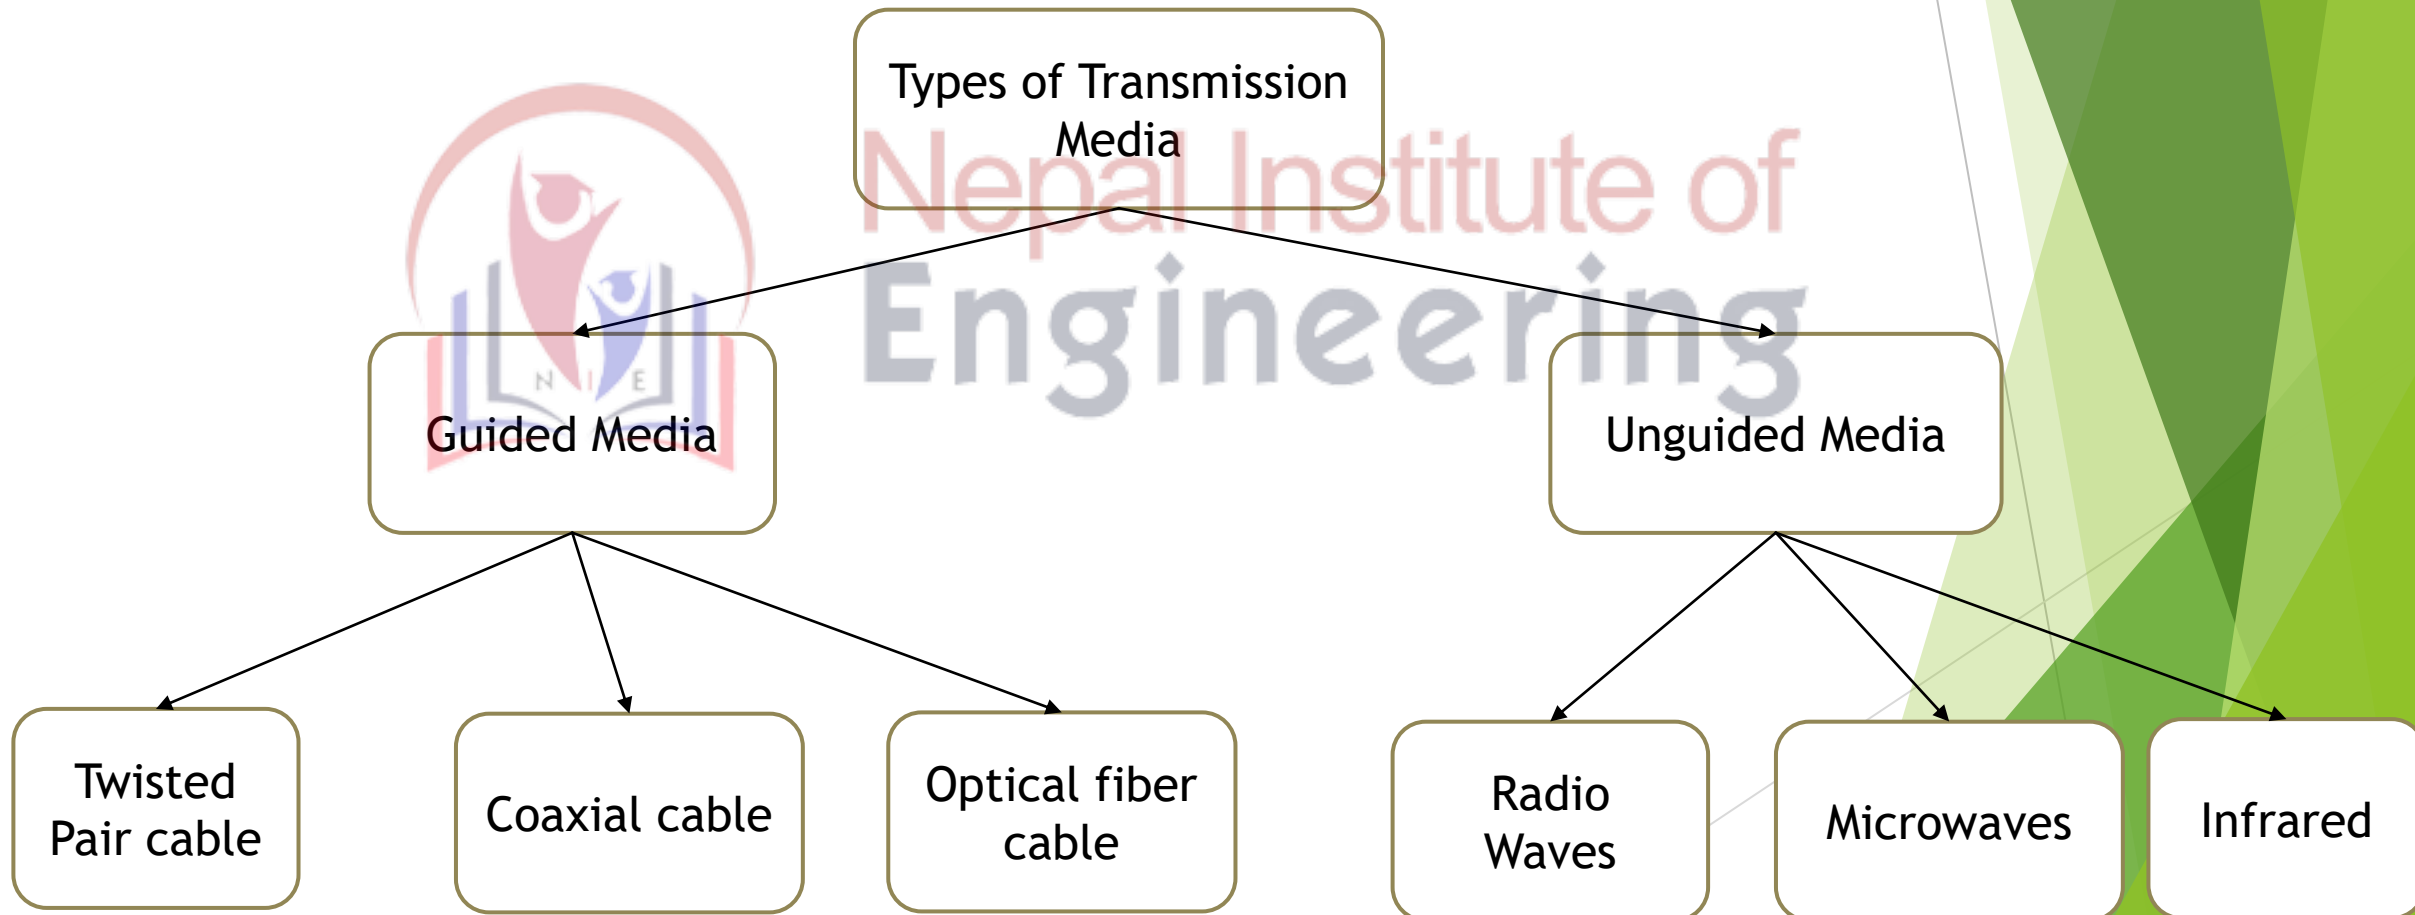 Types of Transmission
Media
Nepal Institute of
Engineering
N I E
Guided Media
Unguided Media
Twisted
Pair cable
Coaxial cable
Optical fiber
cable
Radio
Waves
Microwaves
Infrared